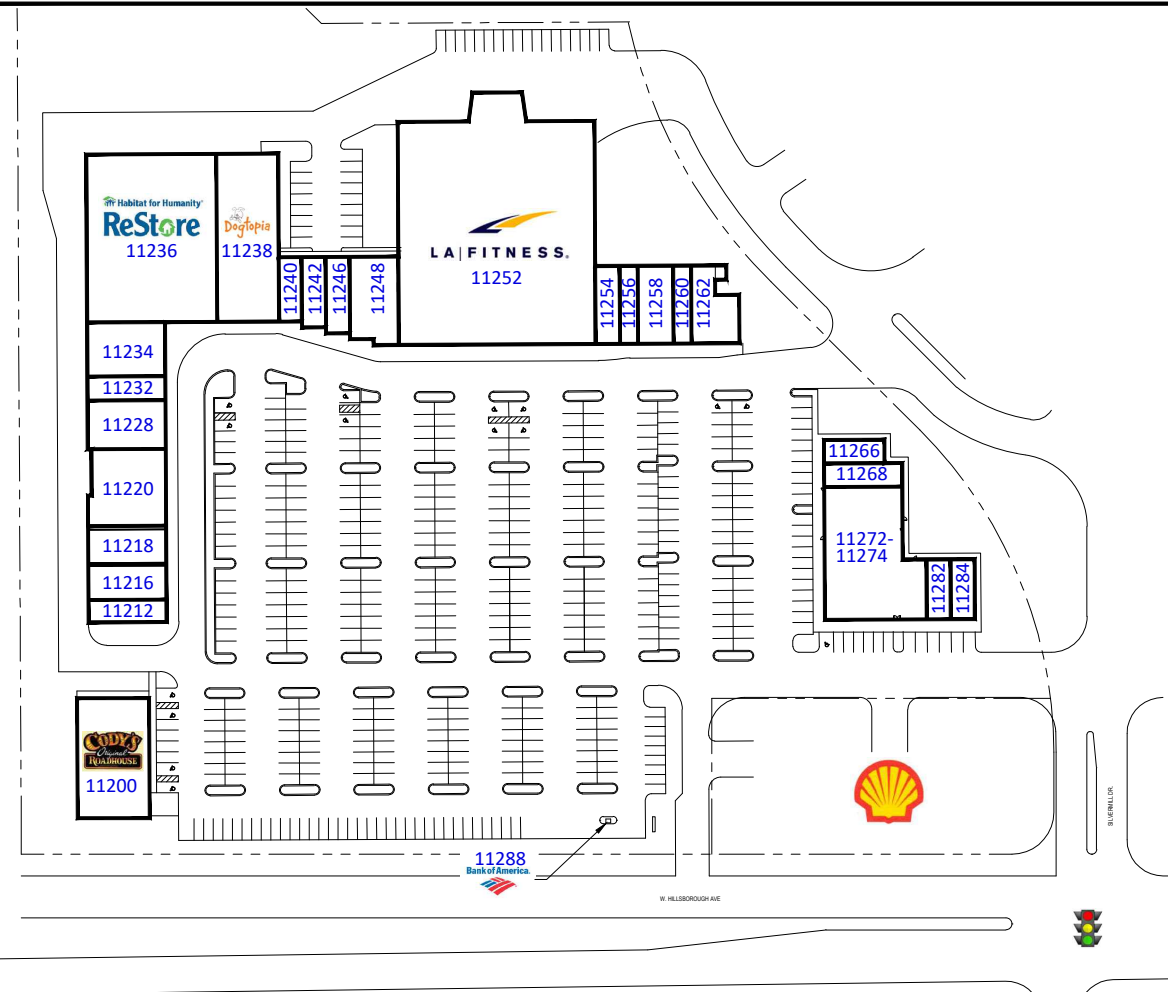 Habitat for Humanity®
ReStore
11236
Dogtopia
11238
11240
11242
11246
11248
LA|FITNESS.
11252
11254
11256
11258
11260
11262
11234
11232
11228
11220
11218
11216
11212
11266
11268
11272-
11274
11282
11284
CODY'S
Original
ROADHOUSE
11200
11288
Bank of America.
W. HILLSBOROUGH AVE
SILVERMILL DR.